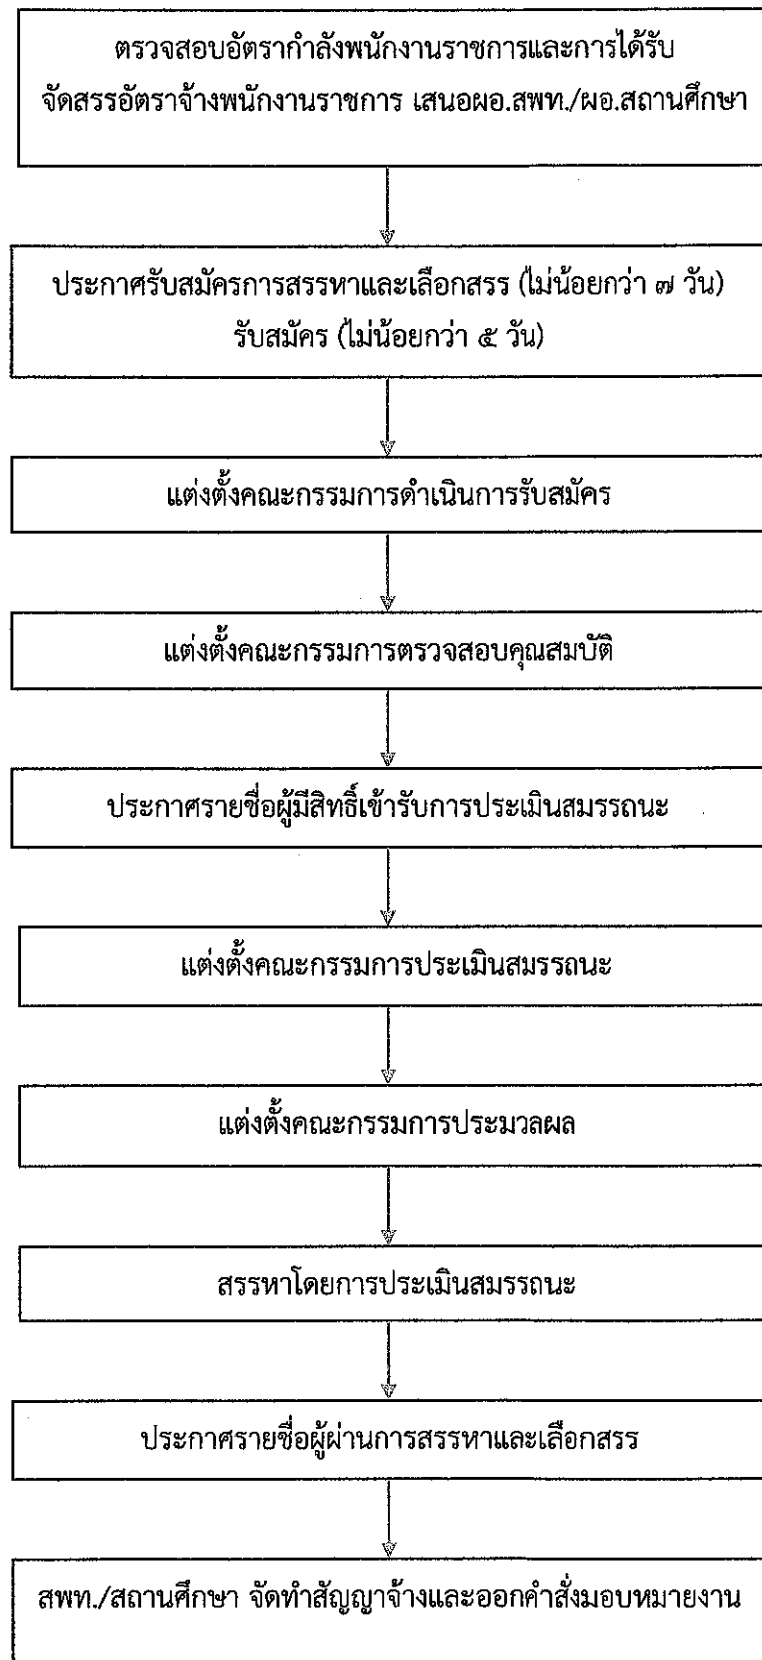 ตรวจสอบอัตรากำลังพนักงานราชการและการได้รับ
จัดสรรอัตราจ้างพนักงานราชการ เสนอผอ.สพท./ผอ.สถานศึกษา
ประกาศรับสมัครการสรรหาและเลือกสรร (ไม่น้อยกว่า ๗ วัน)
รับสมัคร (ไม่น้อยกว่า ๕ วัน)
แต่งตั้งคณะกรรมการดำเนินการรับสมัคร
แต่งตั้งคณะกรรมการตรวจสอบคุณสมบัติ
ประกาศรายชื่อผู้มีสิทธิ์เข้ารับการประเมินสมรรถนะ
แต่งตั้งคณะกรรมการประเมินสมรรถนะ
แต่งตั้งคณะกรรมการประมวลผล
สรรหาโดยการประเมินสมรรถนะ
ประกาศรายชื่อผู้ผ่านการสรรหาและเลือกสรร
สพท./สถานศึกษา จัดทำสัญญาจ้างและออกคำสั่งมอบหมายงาน